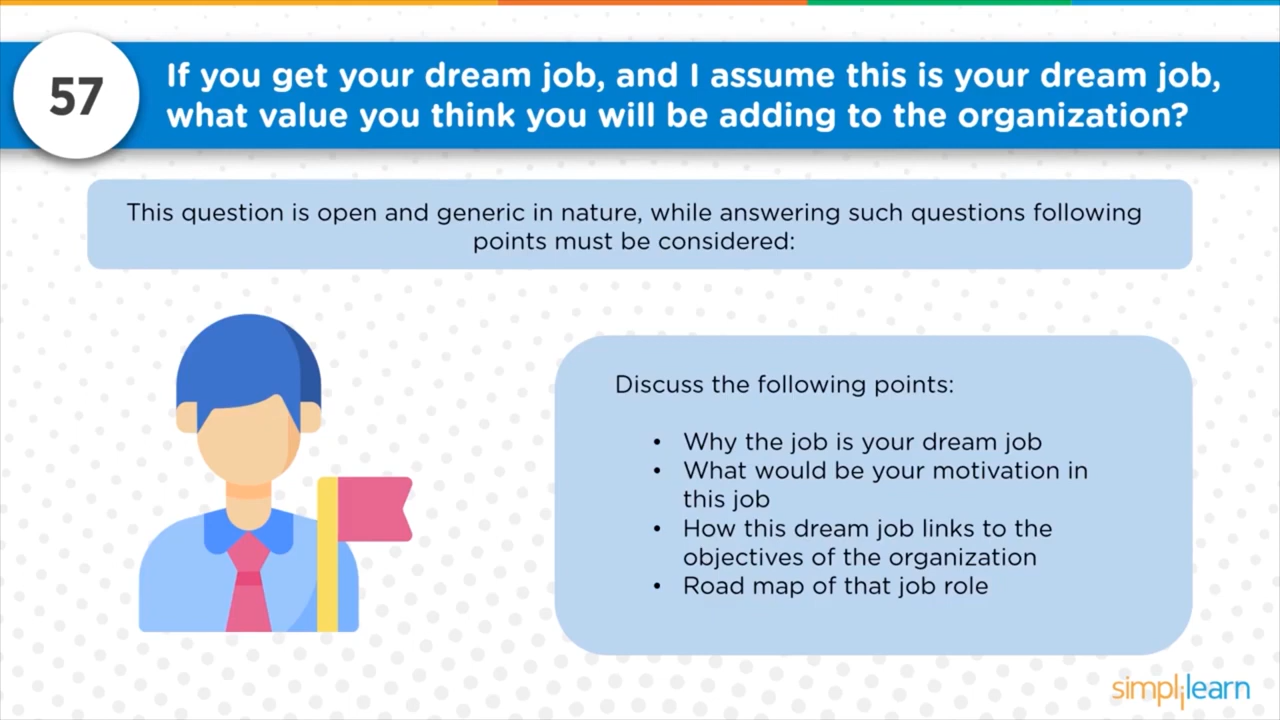 57
If you get your dream job, and I assume this is your dream job,
what value you think you will be adding to the organization?
This question is open and generic in nature, while answering such questions following
points must be considered:
Discuss the following points:
• Why the job is your dream job
• What would be your motivation in
this job
• How this dream job links to the
objectives of the organization
• Road map of that job role
simplilearn